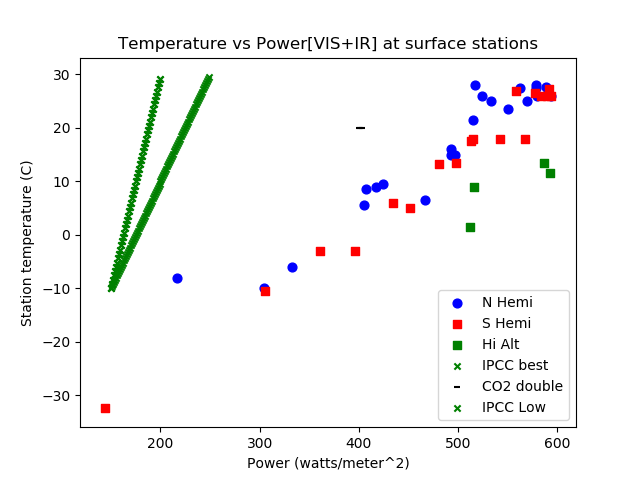 Temperature vs Power[VIS+IR] at surface stations
30
20
10
0
−10
−20
−30
Station temperature (C)
200
300
400
500
600
Power (watts/meter^2)
N Hemi
S Hemi
Hi Alt
IPCC best
CO2 double
IPCC Low